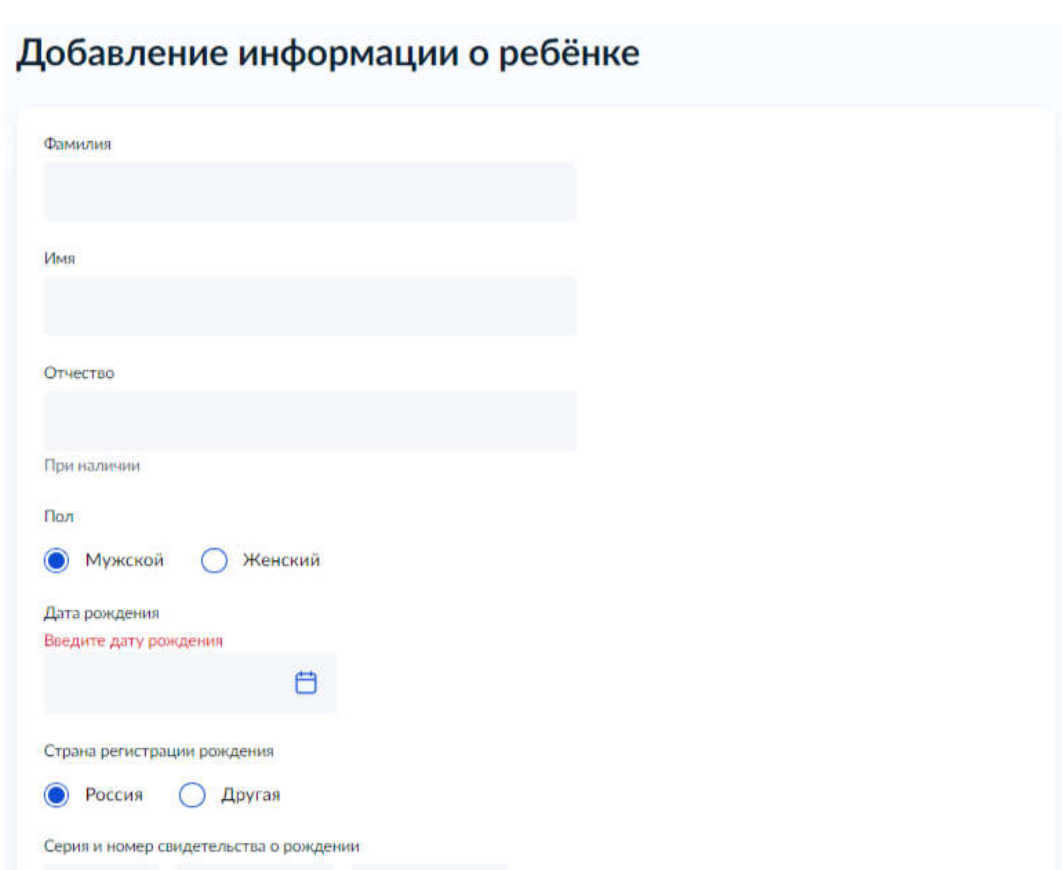 Добавление информации о ребёнке
Фамилия
Имя
Отчество
При наличии
Пол
Мужской Женский
Дата рождения
Введите дату рождения
Страна регистрации рождения
Россия Другая
Серия и номер свидетельства о рождении